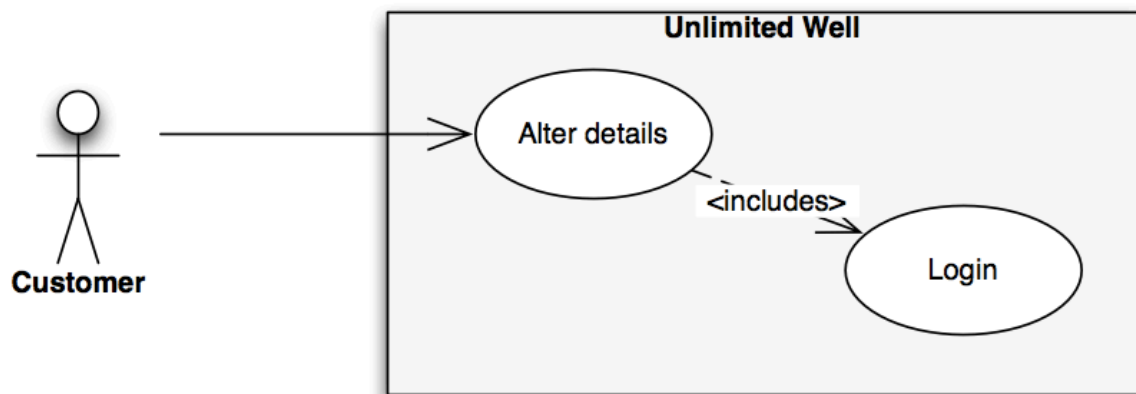 Unlimited Well
Alter details
<includes>
Login
Customer